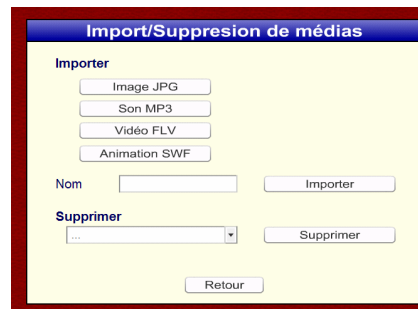 Import/Suppresion de médias
Importer
Image JPG
Son MP3
Vidéo FLV
Animation SWF
Nom
Importer
Supprimer
...
Supprimer
Retour